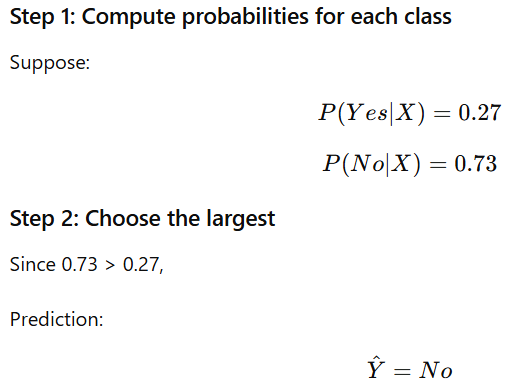 Step 1: Compute probabilities for each class
Suppose:
P(Yes|X) = 0.27
P(No|X) = 0.73
Step 2: Choose the largest
Since 0.73 > 0.27,
Prediction:
Ŷ = No